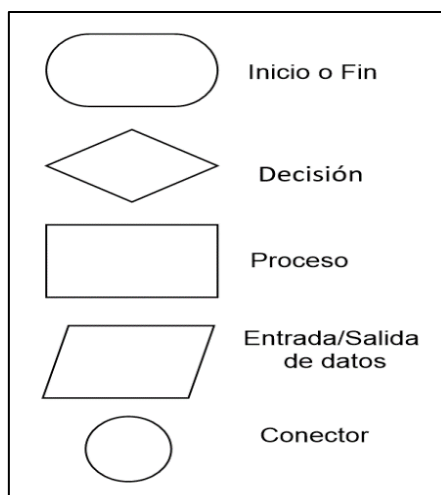 Inicio o Fin
Decisión
Proceso
Entrada/Salida
de datos
Conector